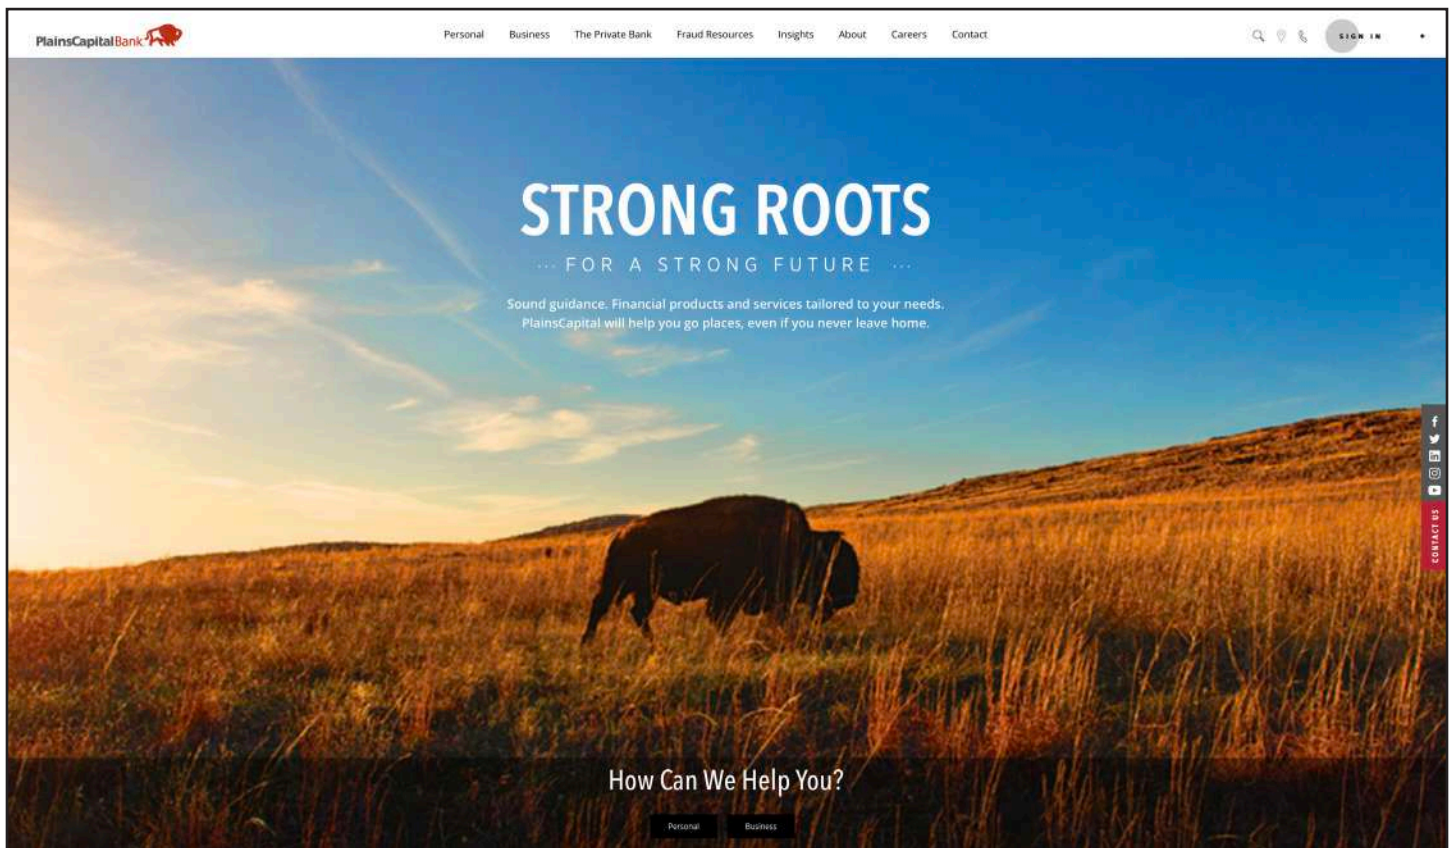 PlainsCapitalBank
Personal Business The Private Bank Fraud Resources Insights About Careers Contact
SIGN IN
STRONG ROOTS
··· FOR A STRONG FUTURE ···
Sound guidance. Financial products and services tailored to your needs.
PlainsCapital will help you go places, even if you never leave home.
CONTACT US
How Can We Help You?
Personal Business